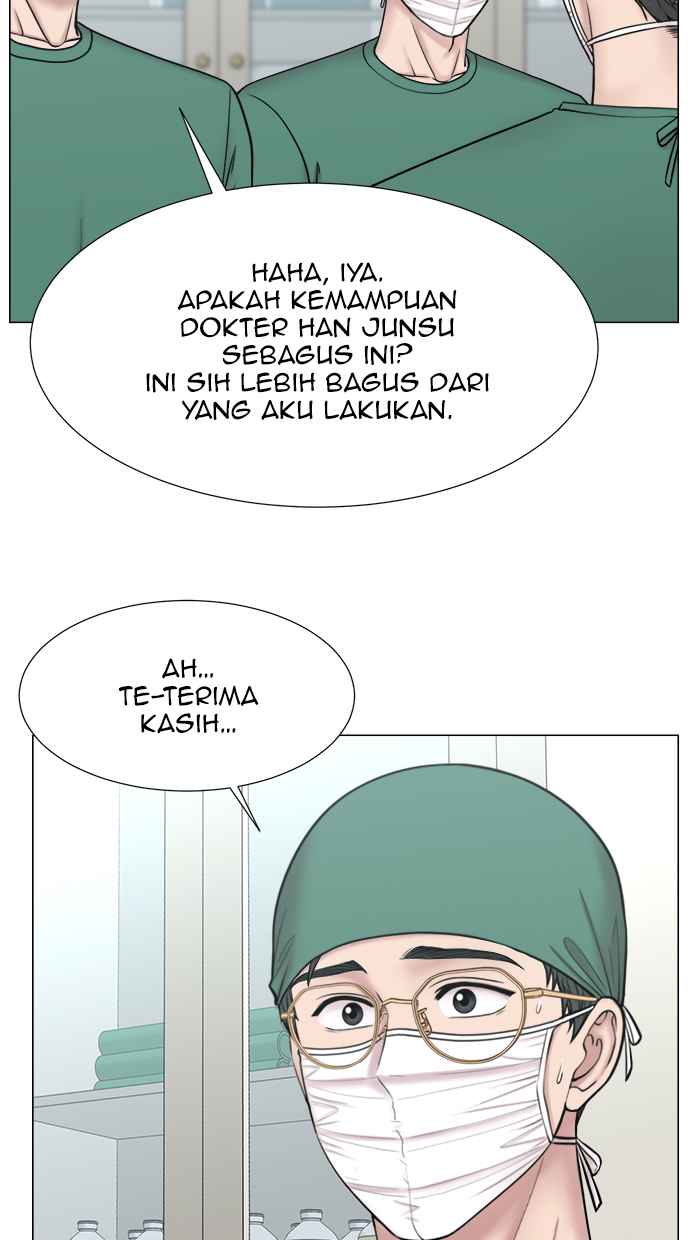 HAHA, IYA.
APAKAH KEMAMPUAN
DOKTER HAN JUNSU
SEBAGUS INI?
INI SIH LEBIH BAGUS DARI
YANG AKU LAKUKAN.
AH...
TE-TERIMA
KASIH...